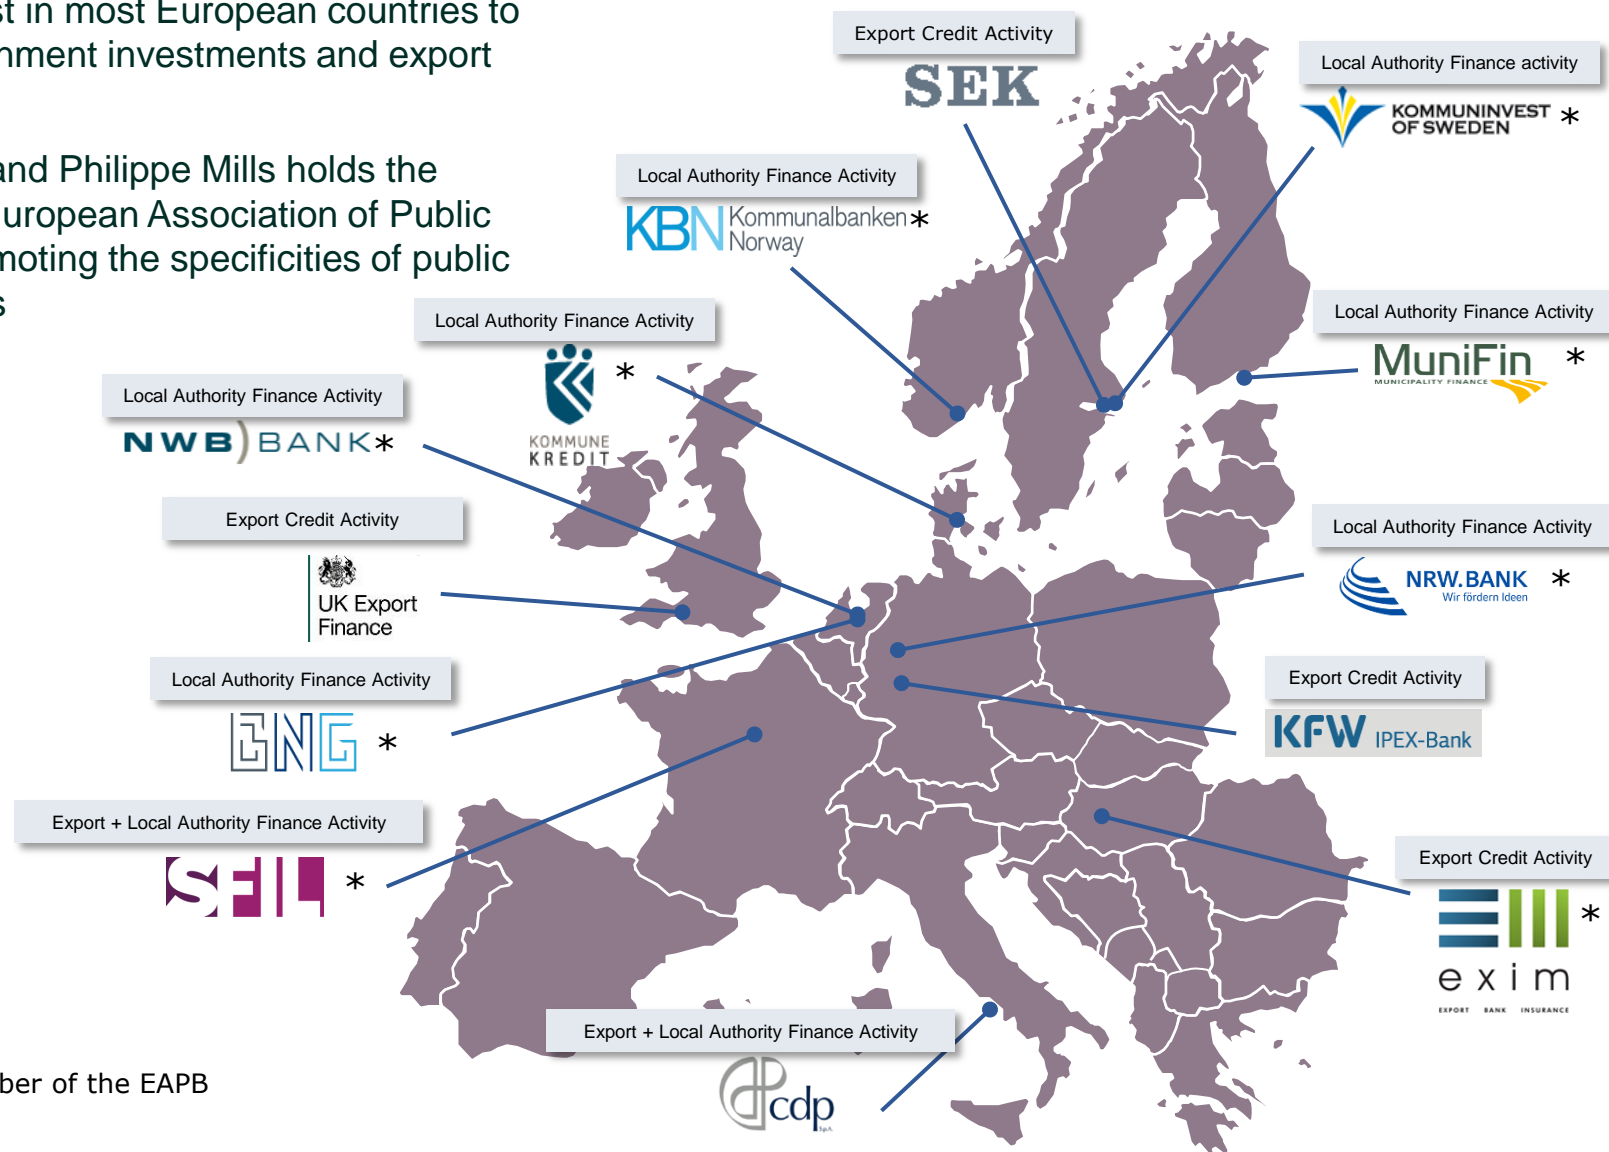 st in most European countries to
nment investments and export
and Philippe Mills holds the
uropean Association of Public
moting the specificities of public
s
Export Credit Activity
SEK
Local Authority Finance activity
KOMMUNINVEST
OF SWEDEN *
Local Authority Finance Activity
KBN Kommunalbanken *
Norway
Local Authority Finance Activity
*
KOMMUNE
KREDIT
Local Authority Finance Activity
MuniFin *
MUNICIPALITY FINANCE
Local Authority Finance Activity
NWB) BANK *
Export Credit Activity
UK Export
Finance
Local Authority Finance Activity
NRW.BANK *
Wir fördern Ideen
Local Authority Finance Activity
BNG *
Export Credit Activity
KFW IPEX-Bank
Export + Local Authority Finance Activity
SFIL *
Export Credit Activity
*
exim
EXPORT BANK INSURANCE
Export + Local Authority Finance Activity
cdp
ber of the EAPB